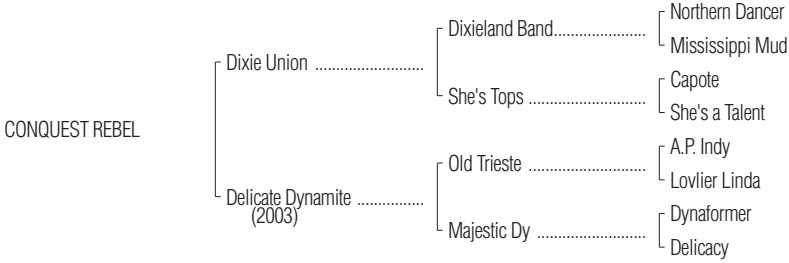 Northern Dancer
Dixieland Band......................
Mississippi Mud
Dixie Union ..........................
Capote
She's Tops ............................
She's a Talent
CONQUEST REBEL
A.P. Indy
Old Trieste ............................
Lovlier Linda
Delicate Dynamite ................
(2003)
Dynaformer
Majestic Dy ..........................
Delicacy